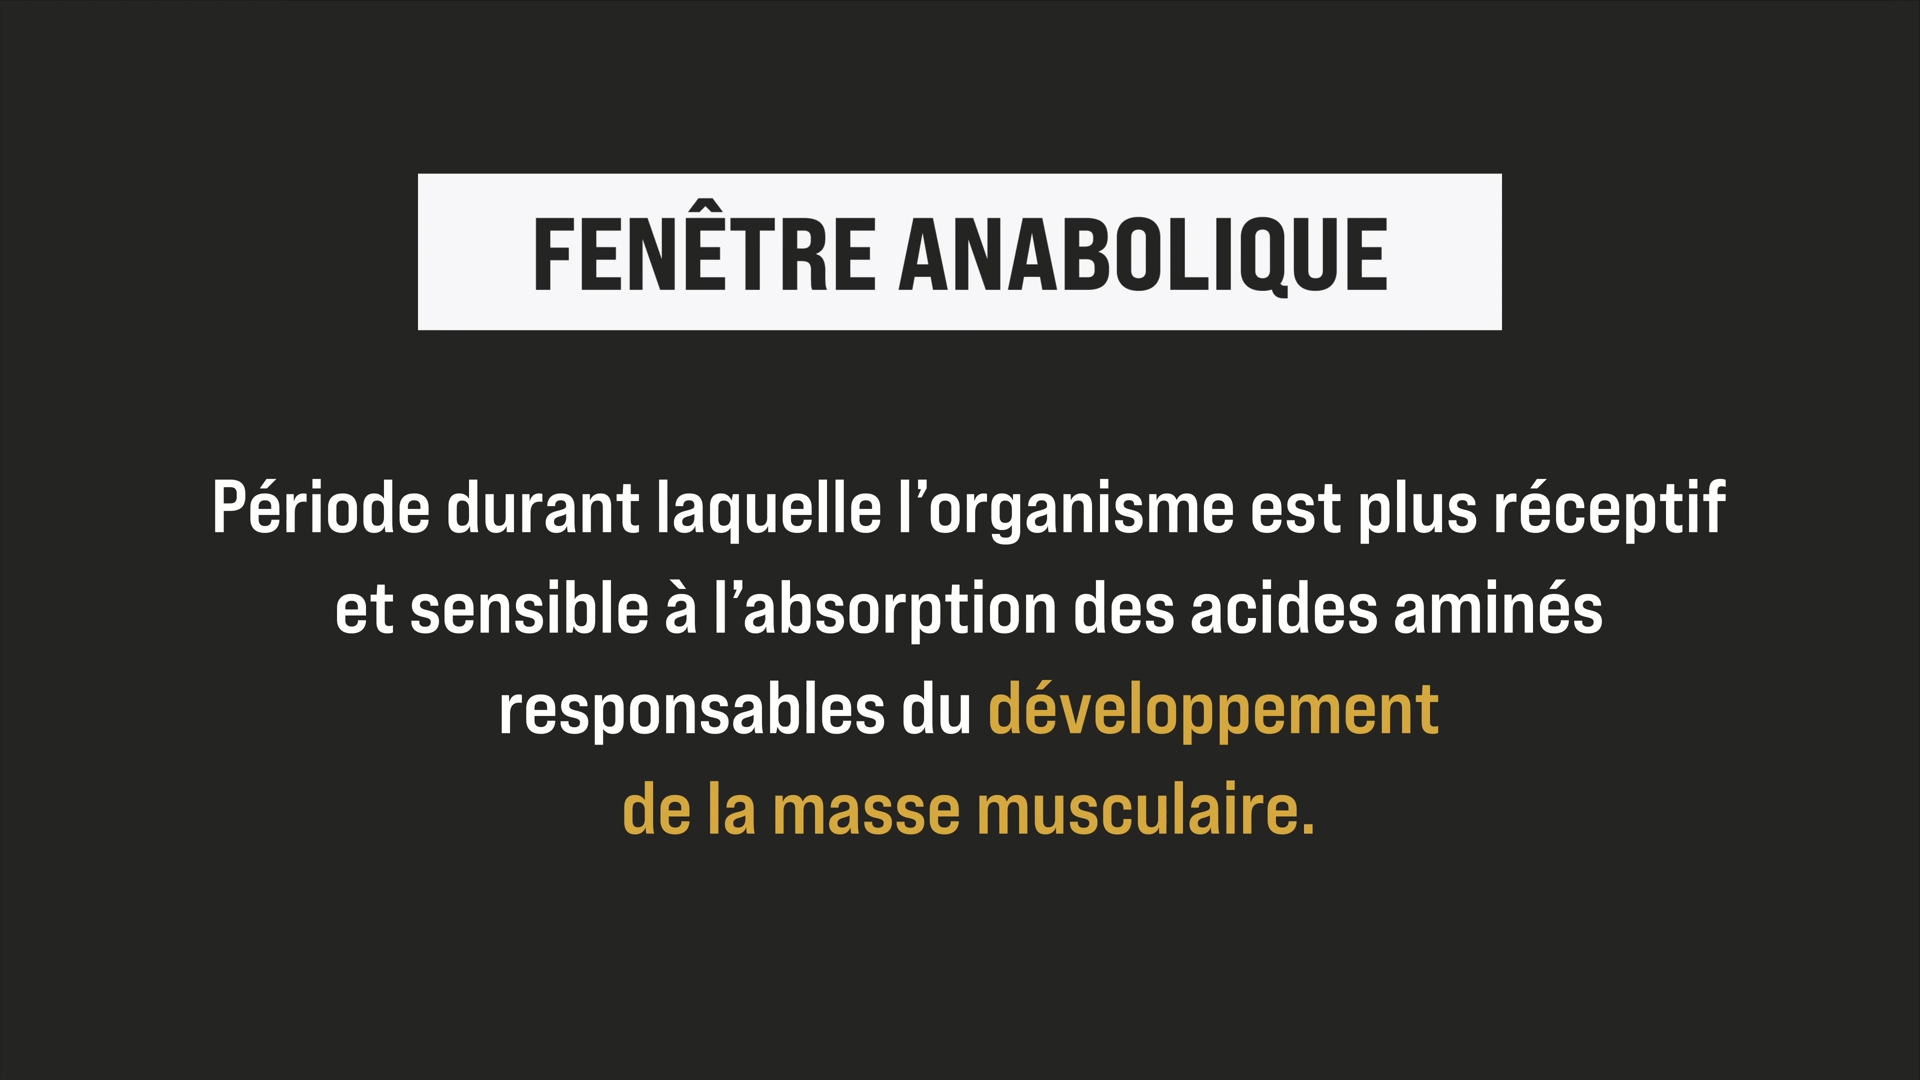 FENÊTRE ANABOLIQUE
Période durant laquelle l’organisme est plus réceptif
et sensible à l’absorption des acides aminés
responsables du développement
de la masse musculaire.